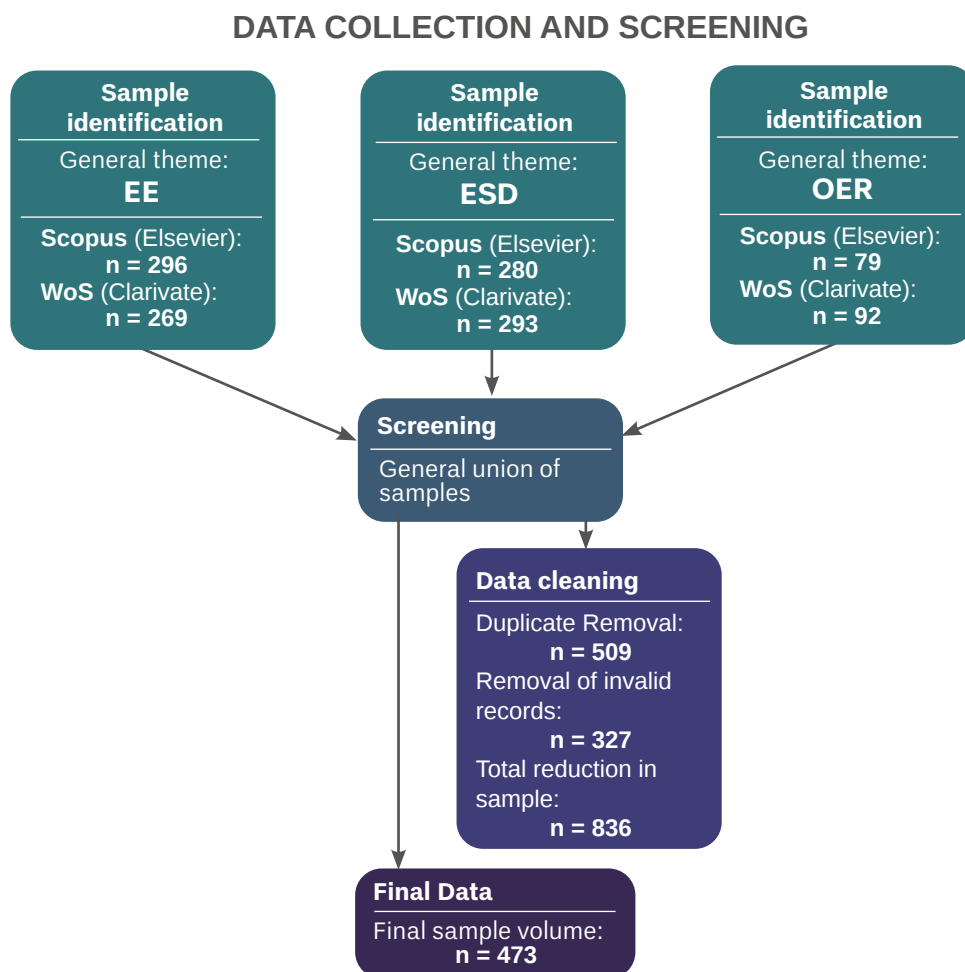 DATA COLLECTION AND SCREENING
Sample
identification
General theme:
EE
Scopus (Elsevier):
n = 296
WoS (Clarivate):
n = 269
Sample
identification
General theme:
ESD
Scopus (Elsevier):
n = 280
WoS (Clarivate):
n = 293
Sample
identification
General theme:
OER
Scopus (Elsevier):
n = 79
WoS (Clarivate):
n = 92
Screening
General union of
samples
Data cleaning
Duplicate Removal:
n = 509
Removal of invalid
records:
n = 327
Total reduction in
sample:
n = 836
Final Data
Final sample volume:
n = 473